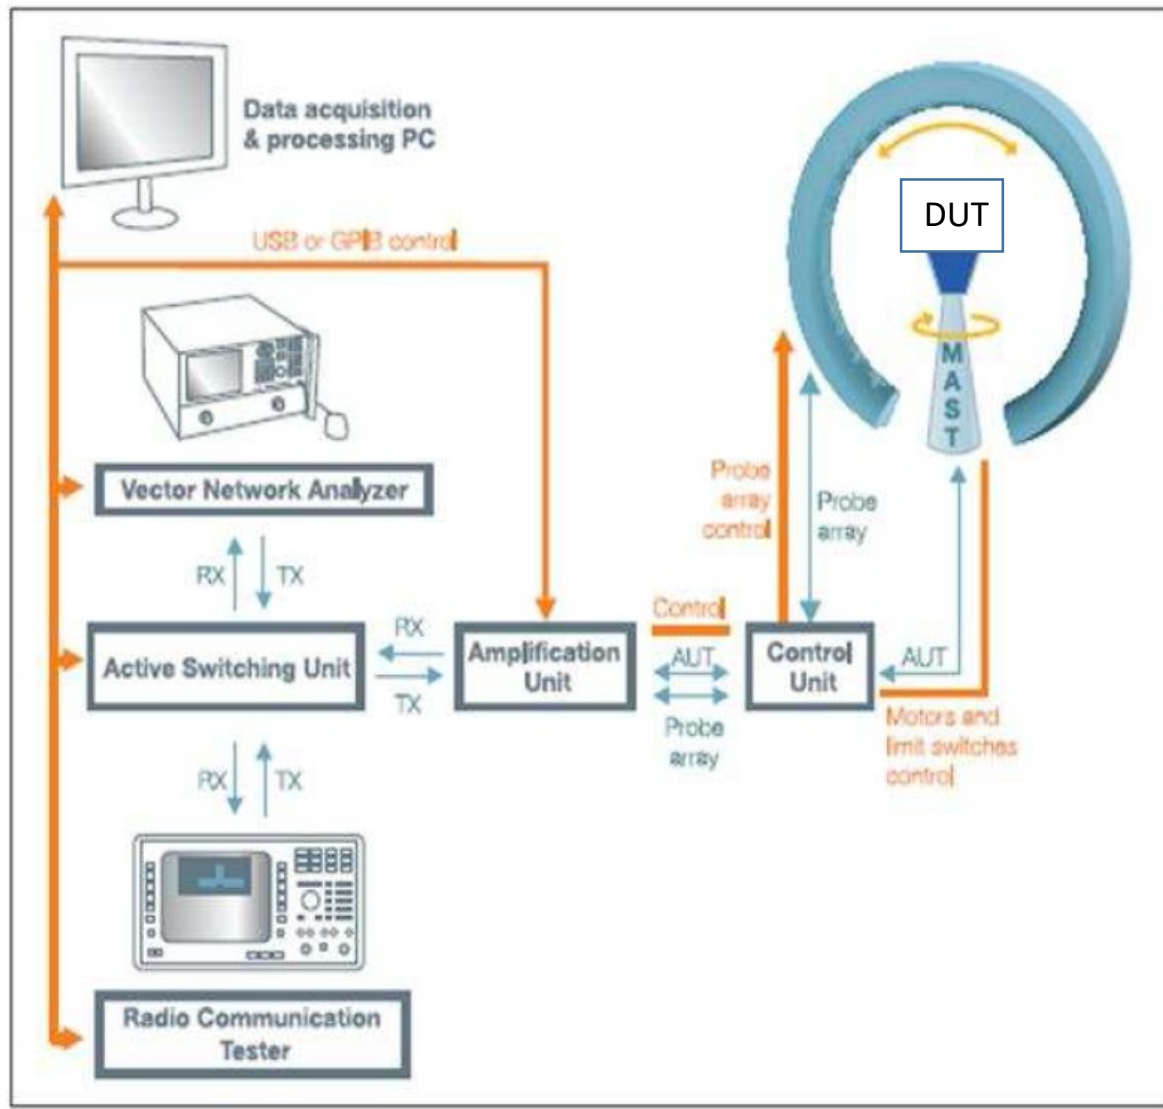 Data acquisition
& processing PC
USB or GPIB control
DUT
MAST
Vector Network Analyzer
Probe
array
control
Probe
array
RX
TX
Active Switching Unit
RX
TX
Amplification
Unit
Control
AUT
Probe
array
Control
Unit
AUT
Motors and
limit switches
control
RX
TX
Radio Communication
Tester